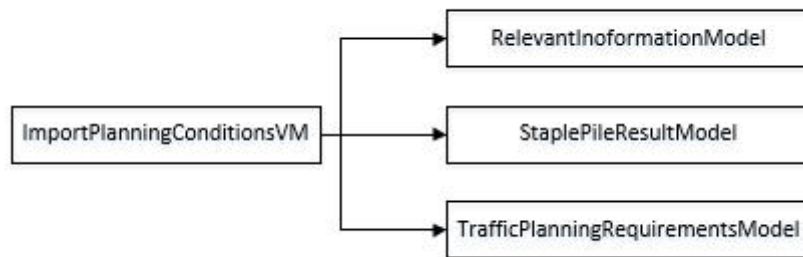 RelevantInoformationModel
ImportPlanningConditionsVM
StaplePileResultModel
TrafficPlanningRequirementsModel